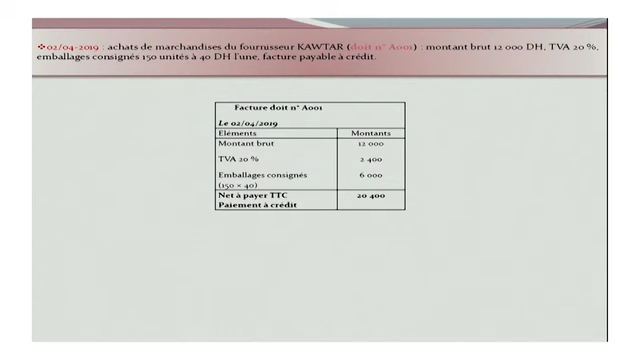 ❖02/04-2019 : achats de marchandises du fournisseur KAWTAR (doit n° A001) : montant brut 12 000 DH, TVA 20 %,
emballages consignés 150 unités à 40 DH l'une, facture payable à crédit.
Facture doit n° A001
Le 02/04/2019
Eléments Montants
Montant brut 12 000
TVA 20 % 2 400
Emballages consignés 6 000
(150 × 40)
Net à payer TTC 20 400
Paiement à crédit